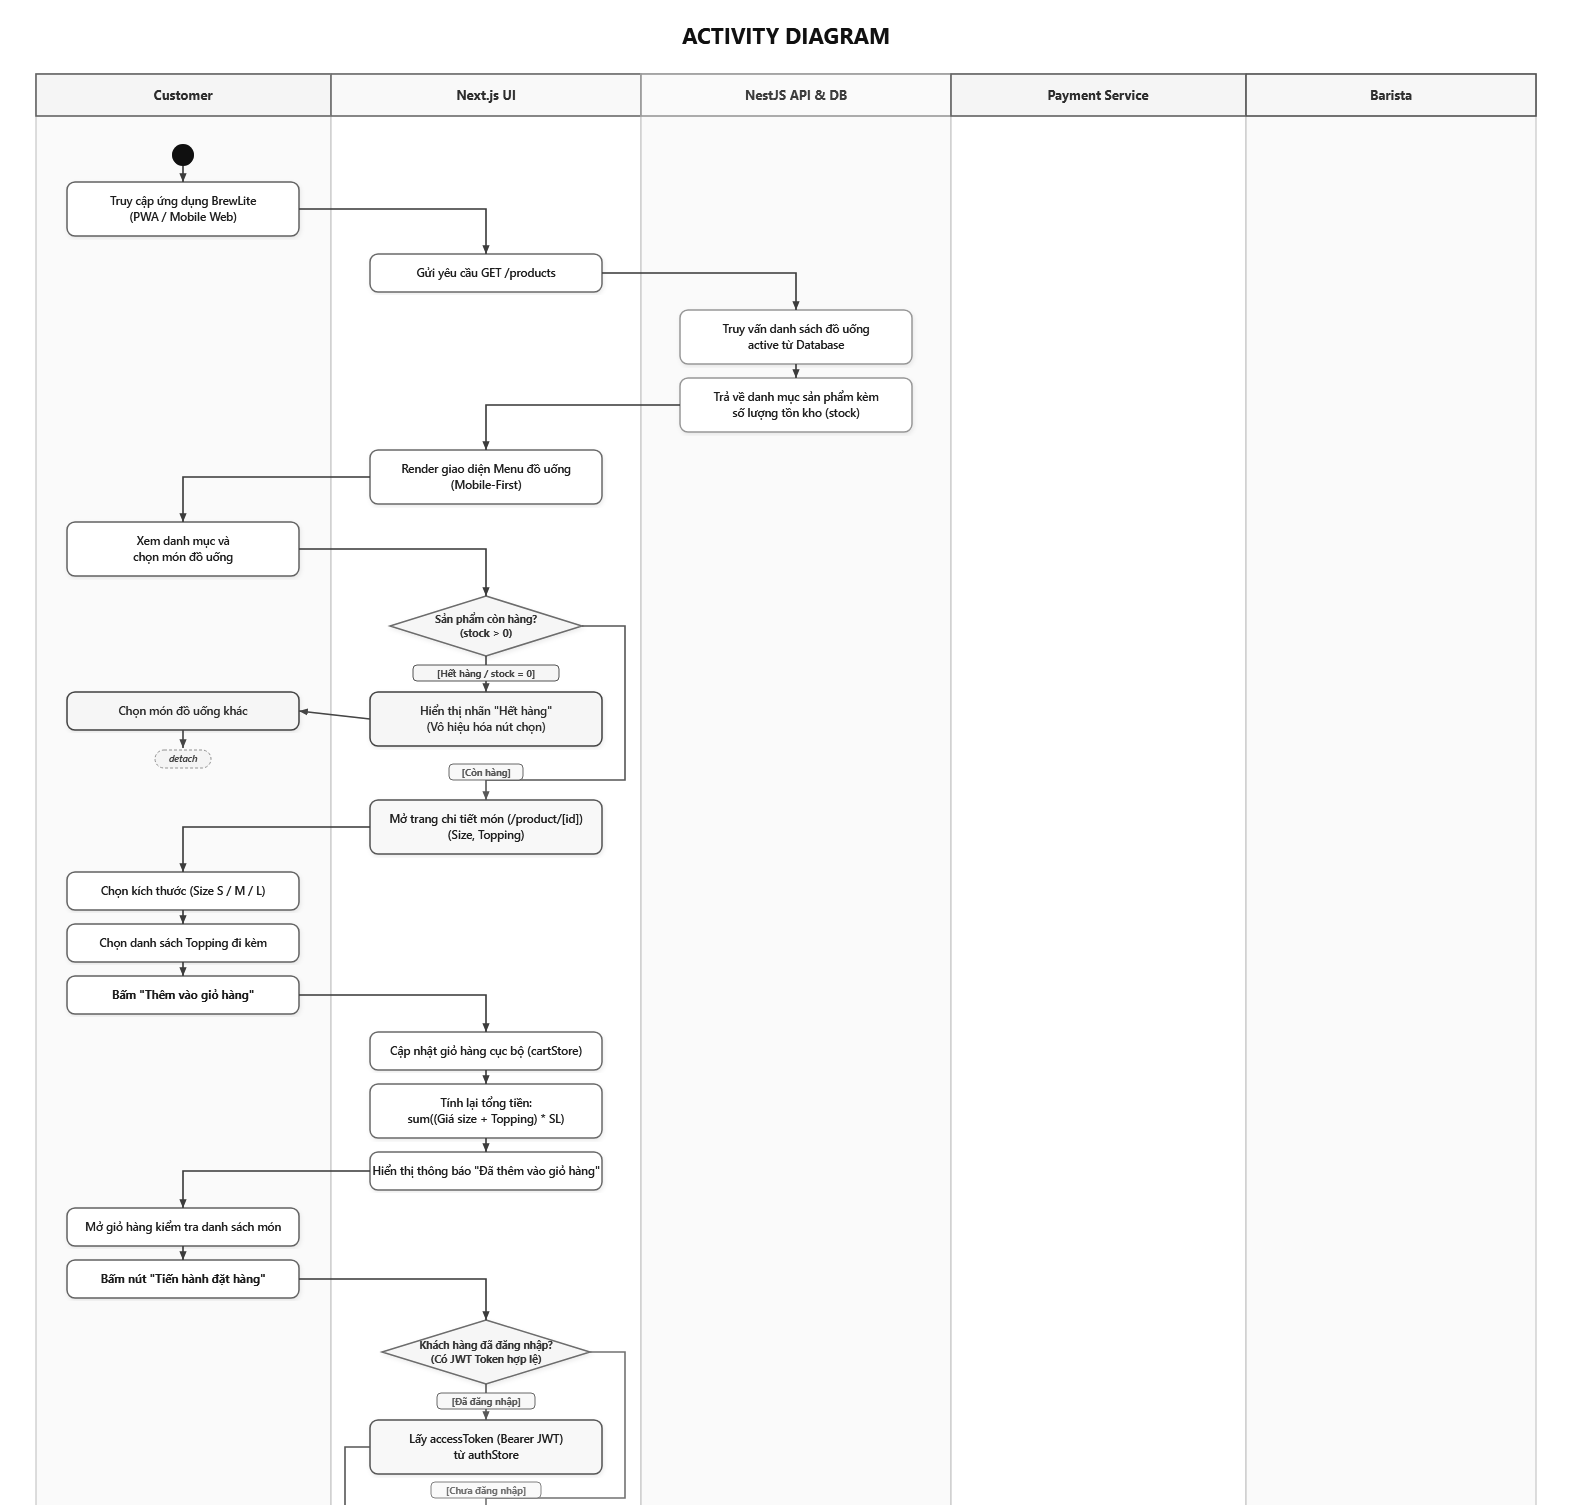 ACTIVITY DIAGRAM
Customer
Next.js UI
NestJS API & DB
Payment Service
Barista
Truy cập ứng dụng BrewLite
(PWA / Mobile Web)
Gửi yêu cầu GET /products
Truy vấn danh sách đồ uống
active từ Database
Trả về danh mục sản phẩm kèm
số lượng tồn kho (stock)
Render giao diện Menu đồ uống
(Mobile-First)
Xem danh mục và
chọn món đồ uống
Sản phẩm còn hàng?
(stock > 0)
[Hết hàng / stock = 0]
Chọn món đồ uống khác
Hiển thị nhãn "Hết hàng"
(Vô hiệu hóa nút chọn)
detach
[Còn hàng]
Mở trang chi tiết món (/product/[id])
(Size, Topping)
Chọn kích thước (Size S / M / L)
Chọn danh sách Topping đi kèm
Bấm "Thêm vào giỏ hàng"
Cập nhật giỏ hàng cục bộ (cartStore)
Tính lại tổng tiền:
sum((Giá size + Topping) * SL)
Hiển thị thông báo "Đã thêm vào giỏ hàng"
Mở giỏ hàng kiểm tra danh sách món
Bấm nút "Tiến hành đặt hàng"
Khách hàng đã đăng nhập?
(Có JWT Token hợp lệ)
[Đã đăng nhập]
Lấy accessToken (Bearer JWT)
từ authStore
[Chưa đăng nhập]